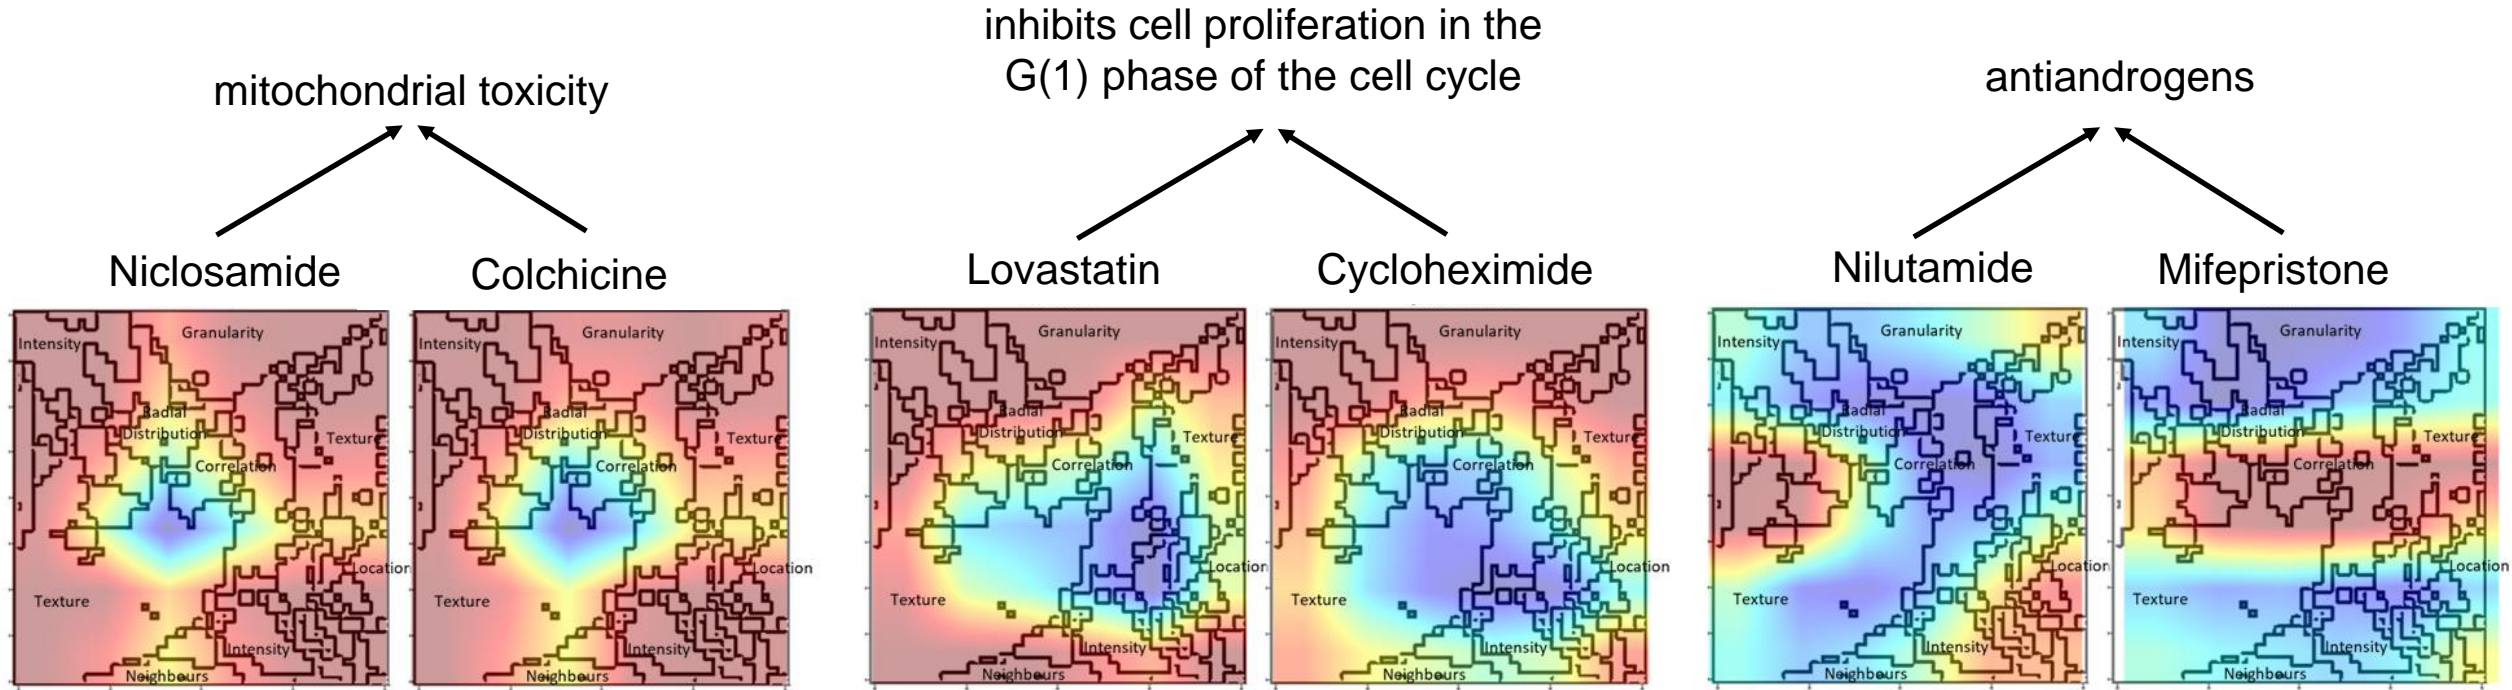 inhibits cell proliferation in the
G(1) phase of the cell cycle
mitochondrial toxicity
antiandrogens
Niclosamide
Colchicine
Lovastatin
Cycloheximide
Nilutamide
Mifepristone
Granularity
Intensity
Radial
Distribution
Texture
Correlation
Location
Texture
Intensity
Neighbours
Granularity
Intensity
Radial
Distribution
Texture
Correlation
Location
Texture
Intensity
Neighbours
Granularity
Intensity
Radial
Distribution
Texture
Correlation
Location
Texture
Intensity
Neighbours
Granularity
Intensity
Radial
Distribution
Texture
Correlation
Location
Texture
Intensity
Neighbours
Granularity
Intensity
Radial
Distribution
Texture
Correlation
Location
Texture
Intensity
Neighbours
Granularity
Intensity
Radial
Distribution
Texture
Correlation
Location
Texture
Intensity
Neighbours